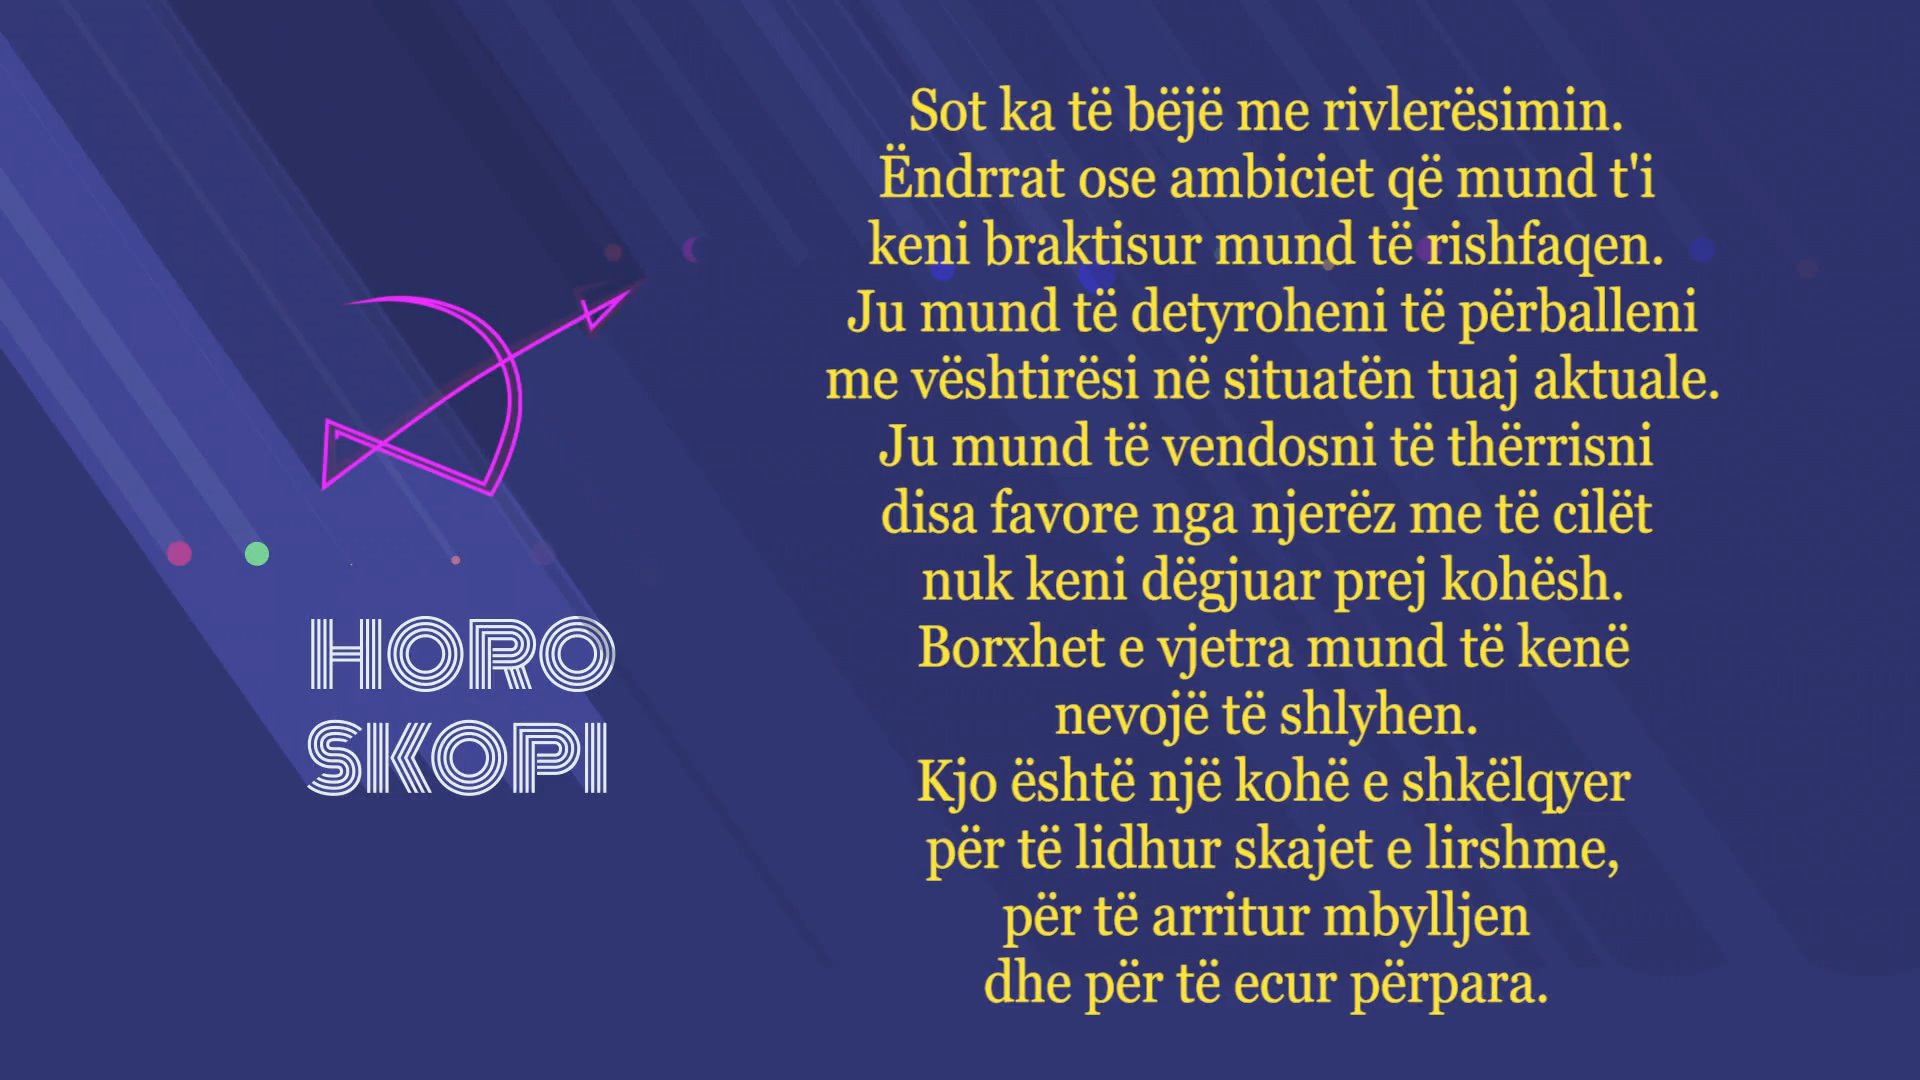 HORO
SKOPI
Sot ka të bëjë me rivlerësimin.
Ëndrrat ose ambiciet që mund t'i
keni braktisur mund të rishfaqen.
Ju mund të detyroheni të përballeni
me vështirësi në situatën tuaj aktuale.
Ju mund të vendosni të thërrisni
disa favore nga njerëz me të cilët
nuk keni dëgjuar prej kohësh.
Borxhet e vjetra mund të kenë
nevojë të shlyhen.
Kjo është një kohë e shkëlqyer
për të lidhur skajet e lirshme,
për të arritur mbylljen
dhe për të ecur përpara.